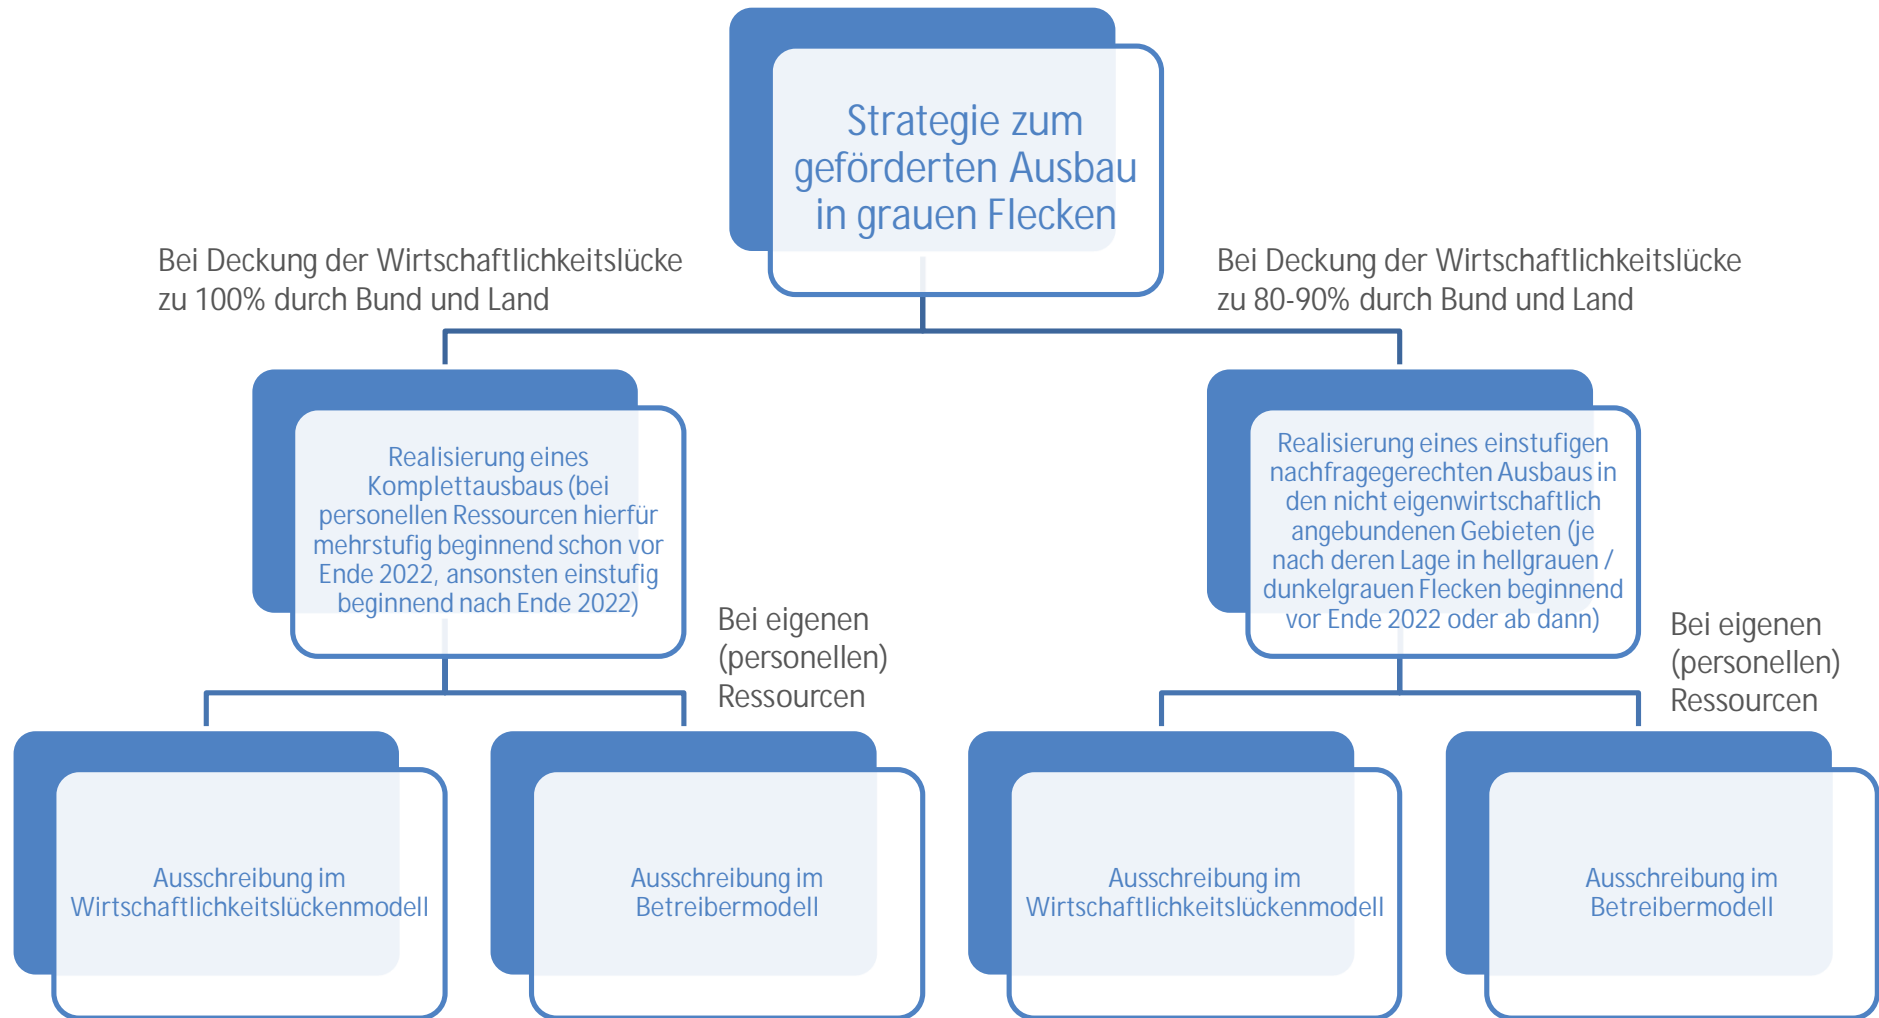 Strategie zum
geförderten Ausbau
in grauen Flecken
Bei Deckung der Wirtschaftlichkeitslücke
zu 100% durch Bund und Land
Bei Deckung der Wirtschaftlichkeitslücke
zu 80-90% durch Bund und Land
Realisierung eines
Komplettausbaus (bei
personellen Ressourcen hierfür
mehrstufig beginnend schon vor
Ende 2022, ansonsten einstufig
beginnend nach Ende 2022)
Realisierung eines einstufigen
nachfragegerechten Ausbaus in
den nicht eigenwirtschaftlich
angebundenen Gebieten (je
nach deren Lage in hellgrauen /
dunkelgrauen Flecken beginnend
vor Ende 2022 oder ab dann)
Bei eigenen
(personellen)
Ressourcen
Bei eigenen
(personellen)
Ressourcen
Ausschreibung im
Wirtschaftlichkeitslückenmodell
Ausschreibung im
Betreibermodell
Ausschreibung im
Wirtschaftlichkeitslückenmodell
Ausschreibung im
Betreibermodell